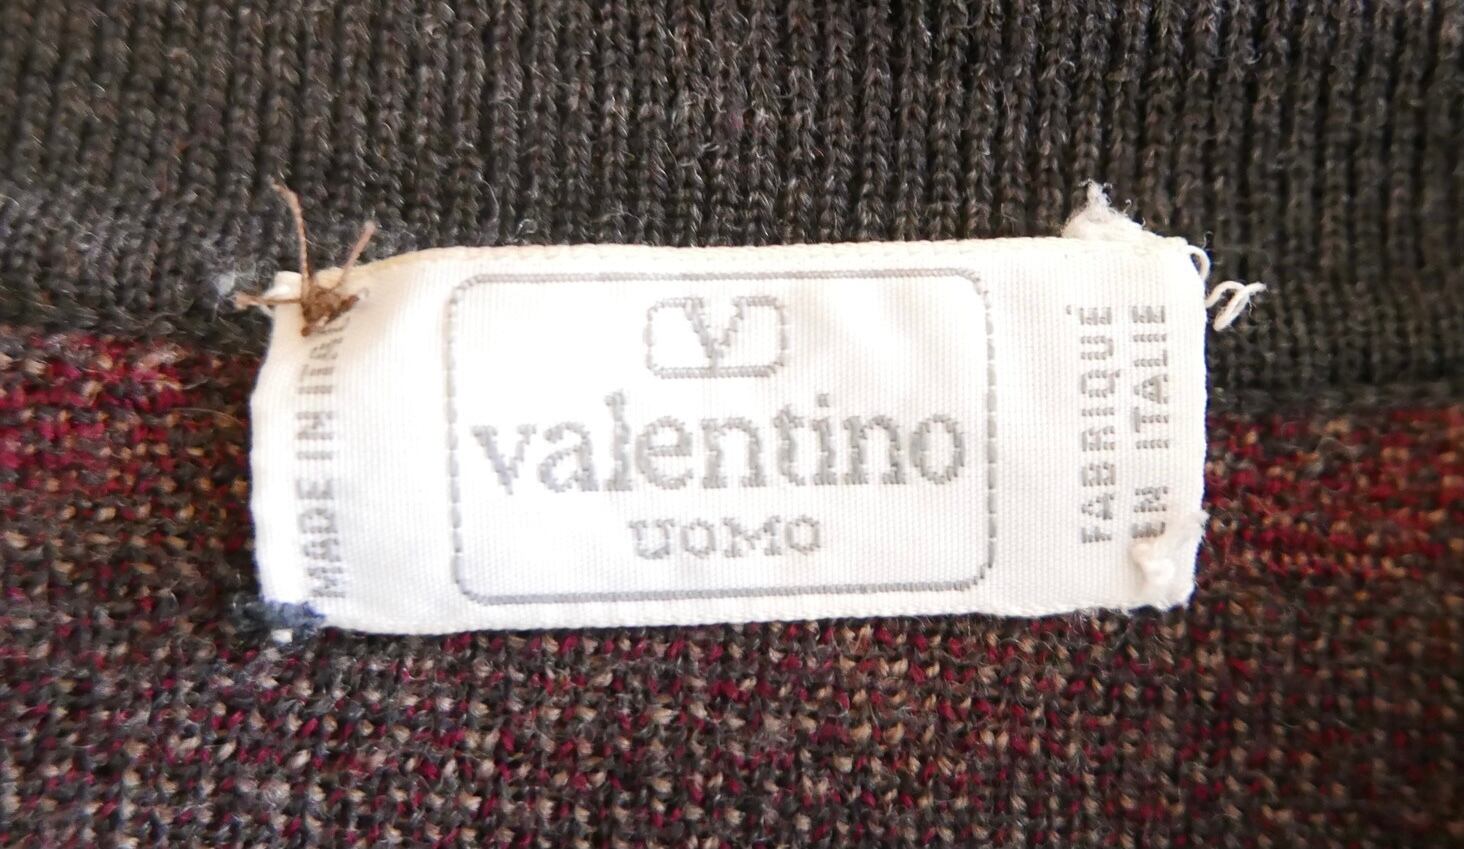 MADE IN ITALY
V
valentino
UOMO
FABRIQUÉ
EN ITALIE